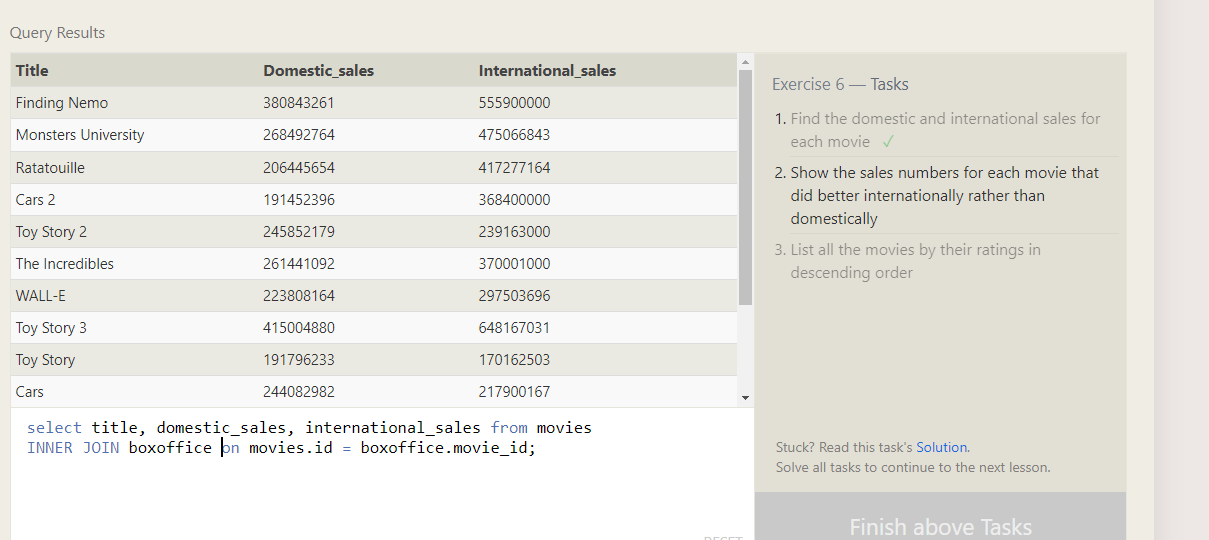 Query Results
Title Domestic_sales International_sales
Finding Nemo 380843261 555900000
Monsters University 268492764 475066843
Ratatouille 206445654 417277164
Cars 2 191452396 368400000
Toy Story 2 245852179 239163000
The Incredibles 261441092 370001000
WALL-E 223808164 297503696
Toy Story 3 415004880 648167031
Toy Story 191796233 170162503
Cars 244082982 217900167
select title, domestic_sales, international_sales from movies
INNER JOIN boxoffice on movies.id = boxoffice.movie_id;
RESET
Exercise 6 — Tasks
1. Find the domestic and international sales for
each movie ✓
2. Show the sales numbers for each movie that
did better internationally rather than
domestically
3. List all the movies by their ratings in
descending order
Stuck? Read this task's Solution.
Solve all tasks to continue to the next lesson.
Finish above Tasks